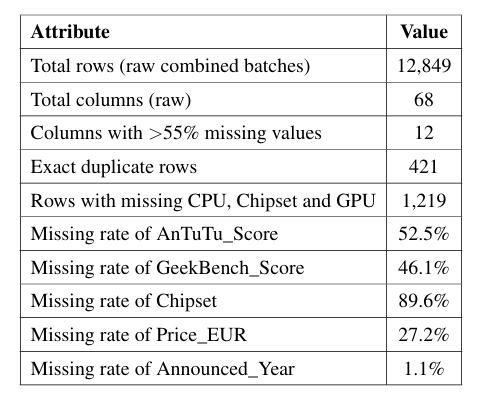 Attribute Value
Total rows (raw combined batches) 12,849
Total columns (raw) 68
Columns with >55% missing values 12
Exact duplicate rows 421
Rows with missing CPU, Chipset and GPU 1,219
Missing rate of AnTuTu_Score 52.5%
Missing rate of GeekBench_Score 46.1%
Missing rate of Chipset 89.6%
Missing rate of Price_EUR 27.2%
Missing rate of Announced_Year 1.1%